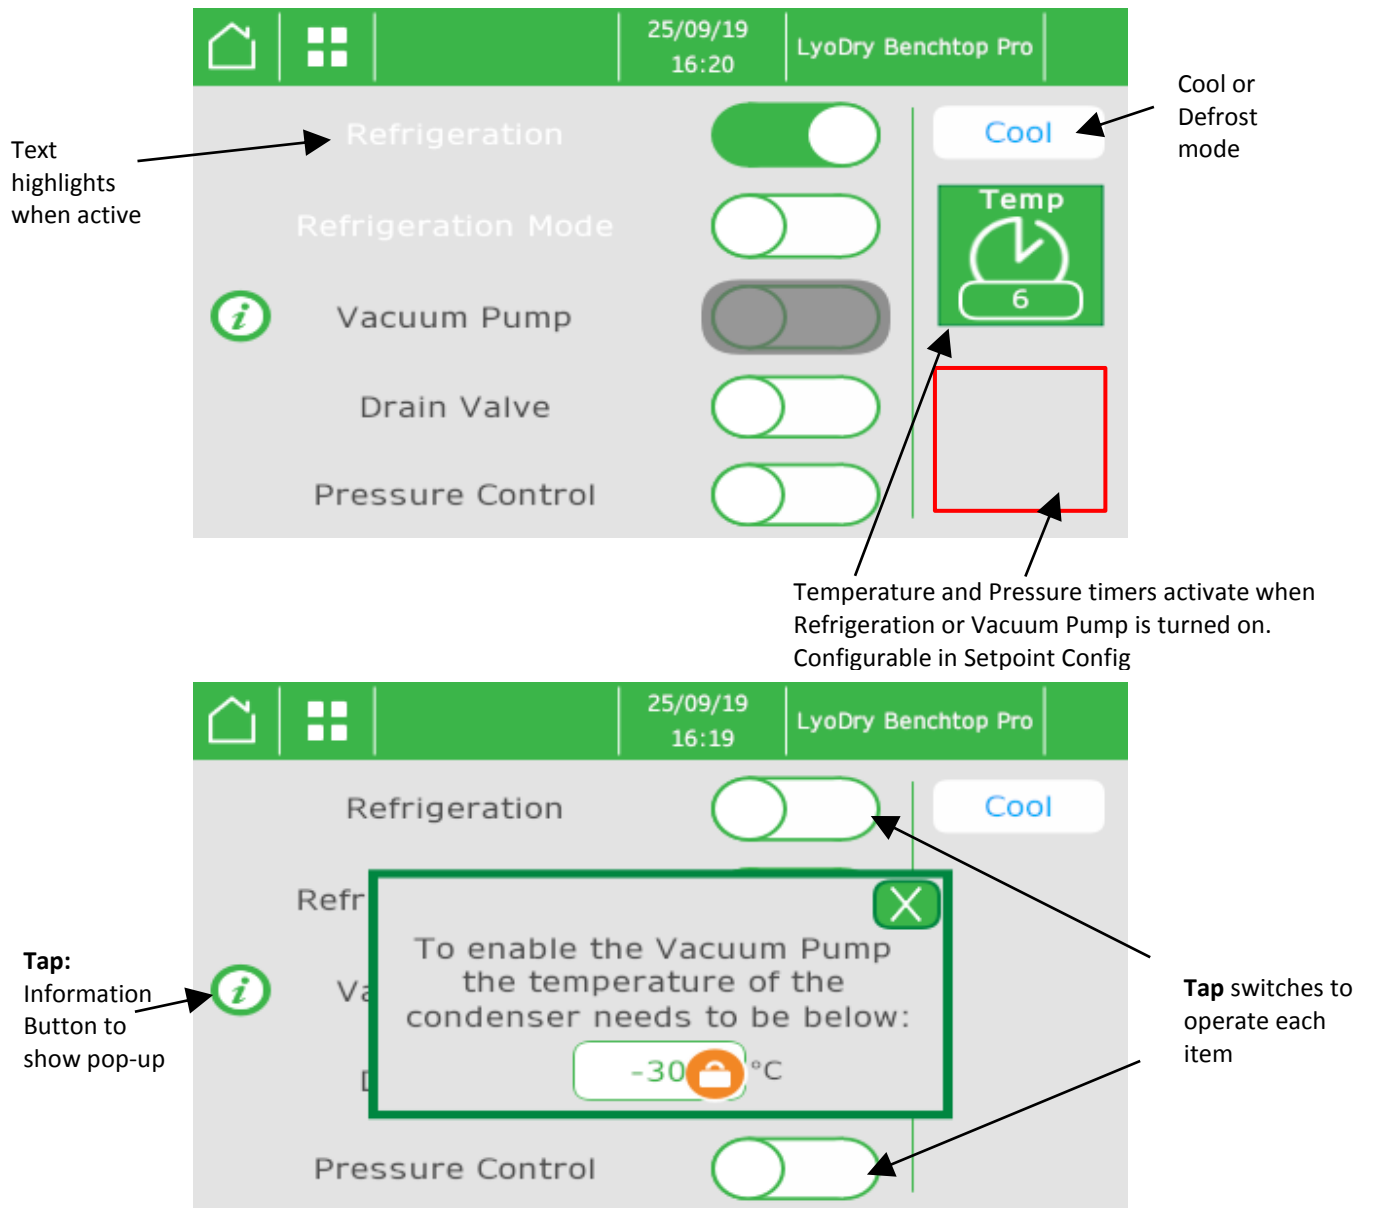 25/09/19
16:20
LyoDry Benchtop Pro
Text
highlights
when active
Refrigeration
Cool
Cool or
Defrost
mode
Refrigeration Mode
Temp
6
i
Vacuum Pump
Drain Valve
Pressure Control
Temperature and Pressure timers activate when
Refrigeration or Vacuum Pump is turned on.
Configurable in Setpoint Config
25/09/19
16:19
LyoDry Benchtop Pro
Refrigeration
Cool
Refr
X
To enable the Vacuum Pump
the temperature of the
condenser needs to be below:
-30 °C
Tap:
Information
Button to
show pop-up
i
Va
D
Tap switches to
operate each
item
Pressure Control